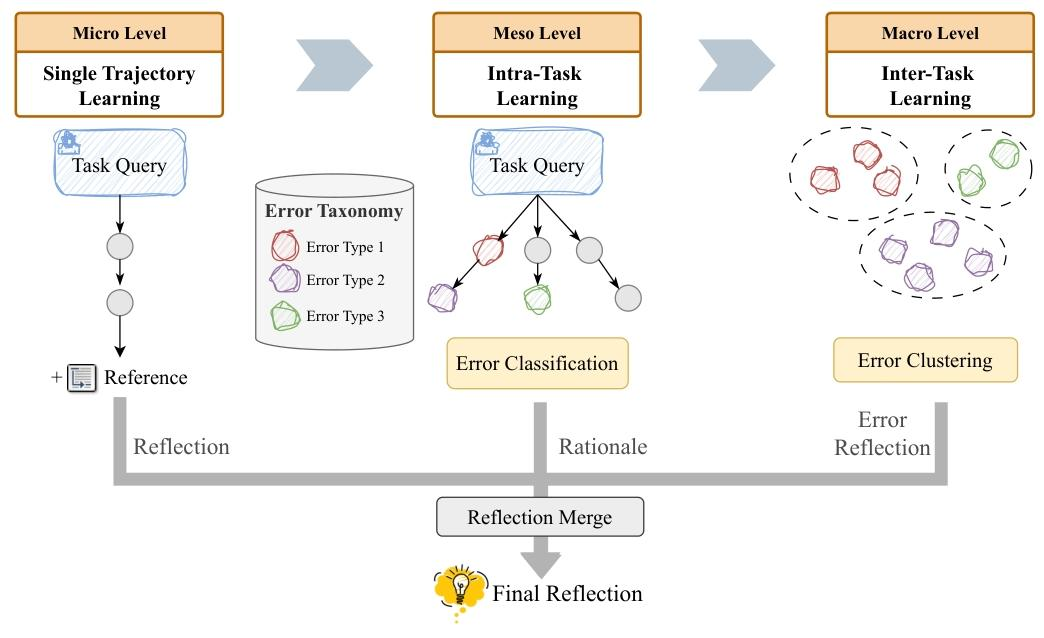 Micro Level
Single Trajectory
Learning
Meso Level
Intra-Task
Learning
Macro Level
Inter-Task
Learning
Task Query
Error Taxonomy
Error Type 1
Error Type 2
Error Type 3
Task Query
+ Reference
Error Classification
Error Clustering
Reflection
Rationale
Error
Reflection
Reflection Merge
Final Reflection